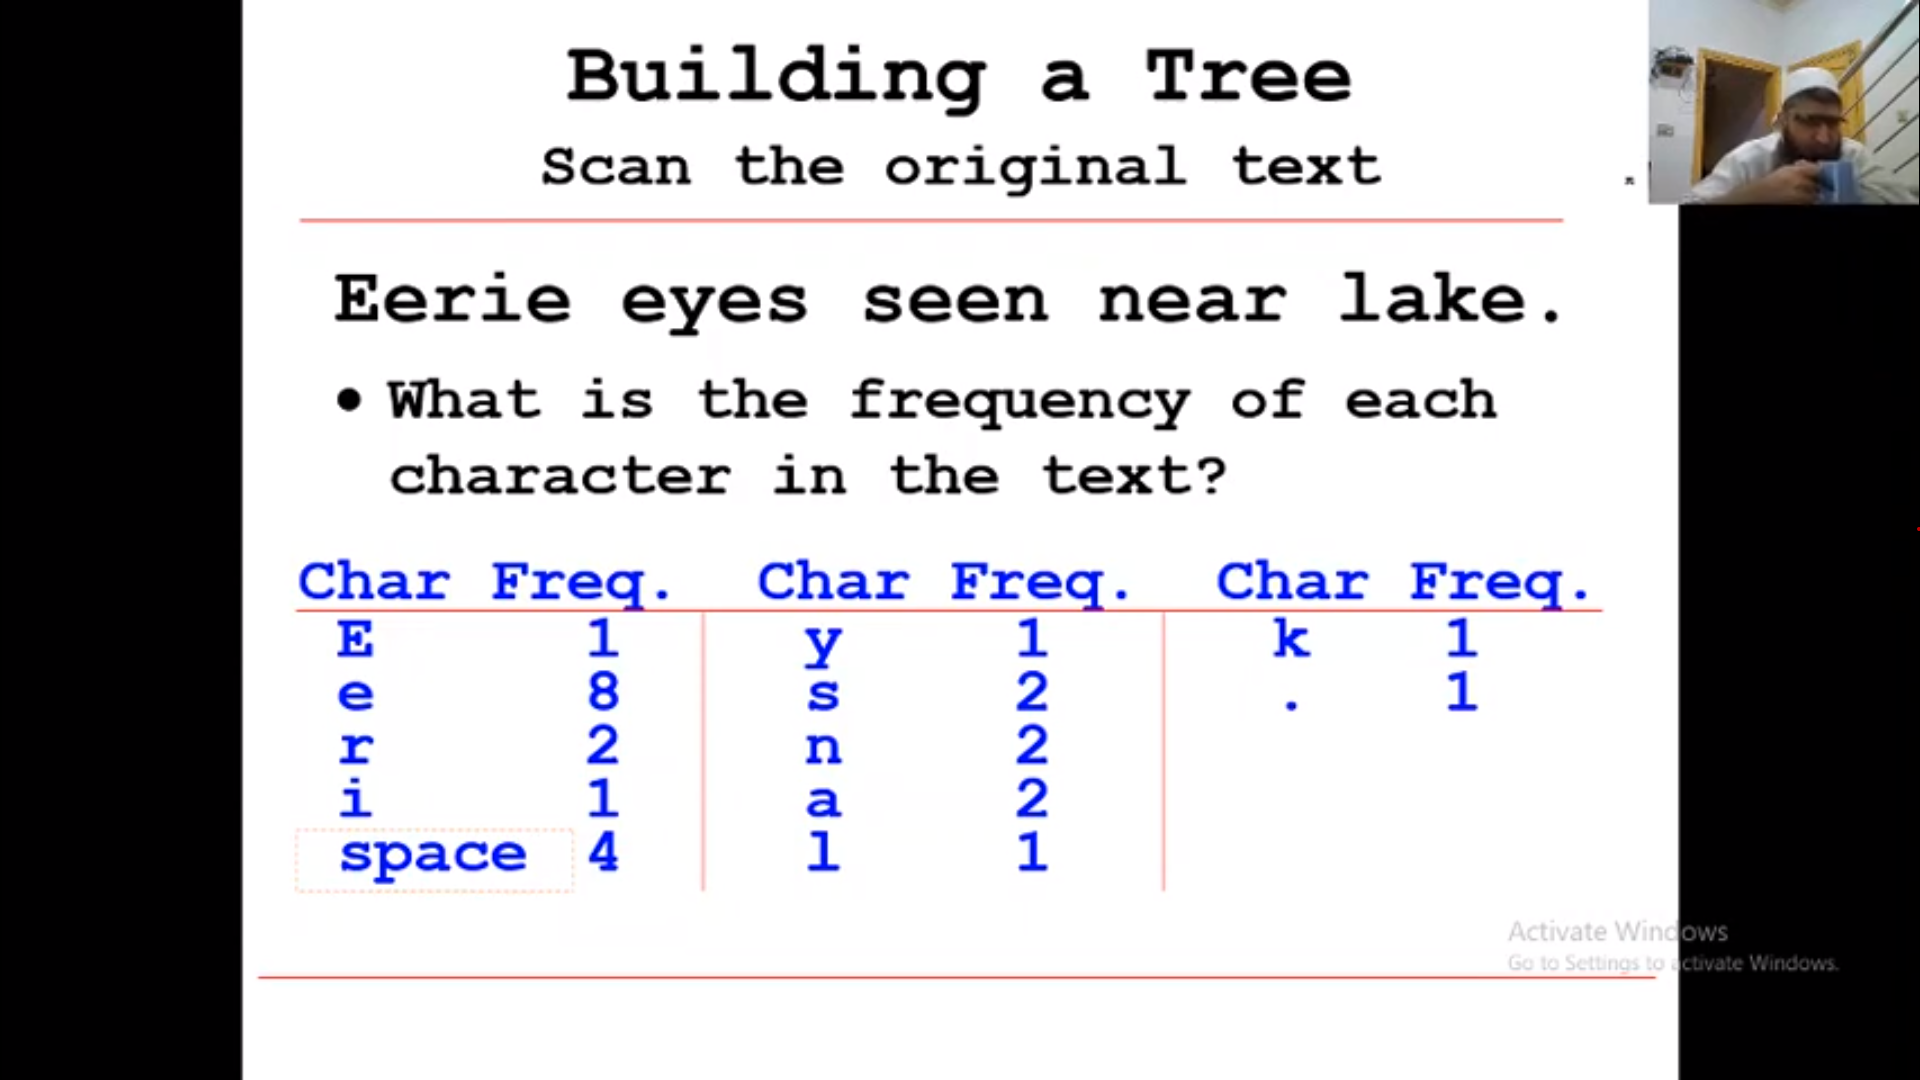 Building a Tree
Scan the original text
Eerie eyes seen near lake.
• What is the frequency of each
character in the text?
Char Freq. Char Freq. Char Freq.
E 1 y 1 k 1
e 8 s 2 . 1
r 2 n 2
i 1 a 2
space 4 l 1
Activate Windows
Go to Settings to activate Windows.